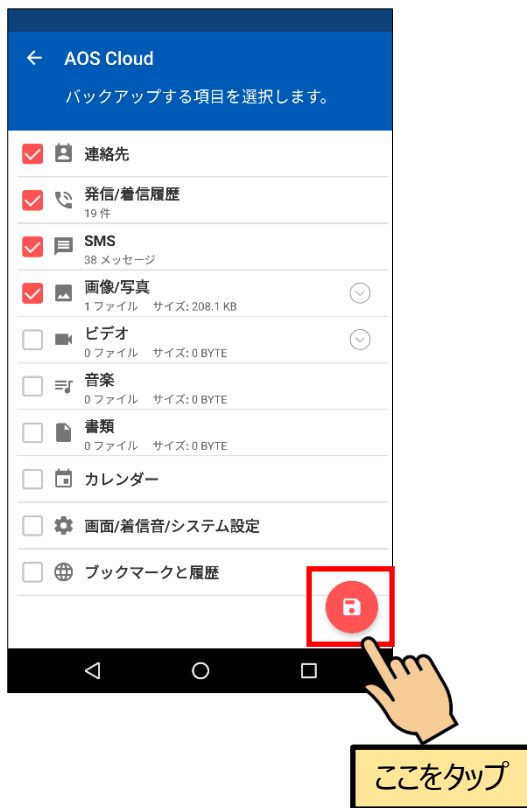 AOS Cloud
バックアップする項目を選択します。
連絡先
発信/着信履歴
19 件
SMS
38 メッセージ
画像/写真
1 ファイル サイズ: 208.1 KB
ビデオ
0 ファイル サイズ: 0 BYTE
音楽
0 ファイル サイズ: 0 BYTE
書類
0 ファイル サイズ: 0 BYTE
カレンダー
画面/着信音/システム設定
ブックマークと履歴
ここをタップ